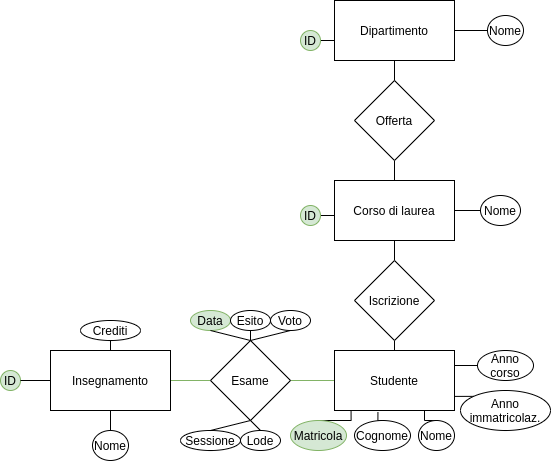 Dipartimento
ID
Nome
Offerta
Corso di laurea
ID
Nome
Iscrizione
Data
Esito
Voto
Crediti
Anno
corso
ID
Insegnamento
Esame
Studente
Anno
immatricolaz.
Nome
Sessione
Lode
Matricola
Cognome
Nome